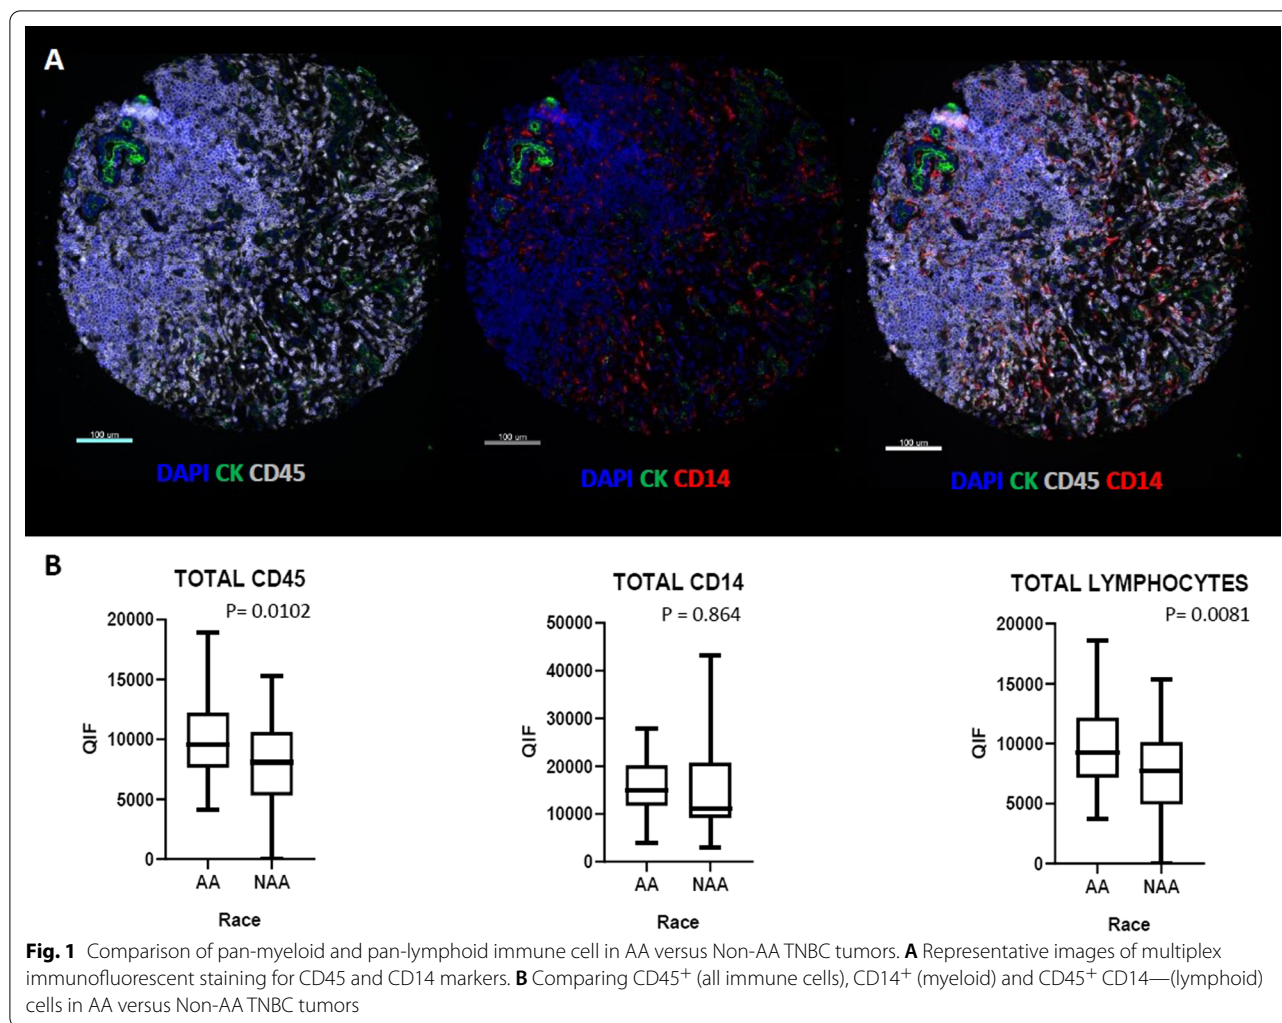 A
100 um
100 um
100 um
DAPI CK CD45
DAPI CK CD14
DAPI CK CD45 CD14
B
TOTAL CD45
P= 0.0102
20000
15000
10000
5000
0
QIF
AA NAA
Race
TOTAL CD14
P = 0.864
50000
40000
30000
20000
10000
0
QIF
AA NAA
Race
TOTAL LYMPHOCYTES
P= 0.0081
20000
15000
10000
5000
0
QIF
AA NAA
Race
Fig. 1 Comparison of pan-myeloid and pan-lymphoid immune cell in AA versus Non-AA TNBC tumors. A Representative images of multiplex
immunofluorescent staining for CD45 and CD14 markers. B Comparing CD45⁺ (all immune cells), CD14⁺ (myeloid) and CD45⁺ CD14—(lymphoid)
cells in AA versus Non-AA TNBC tumors